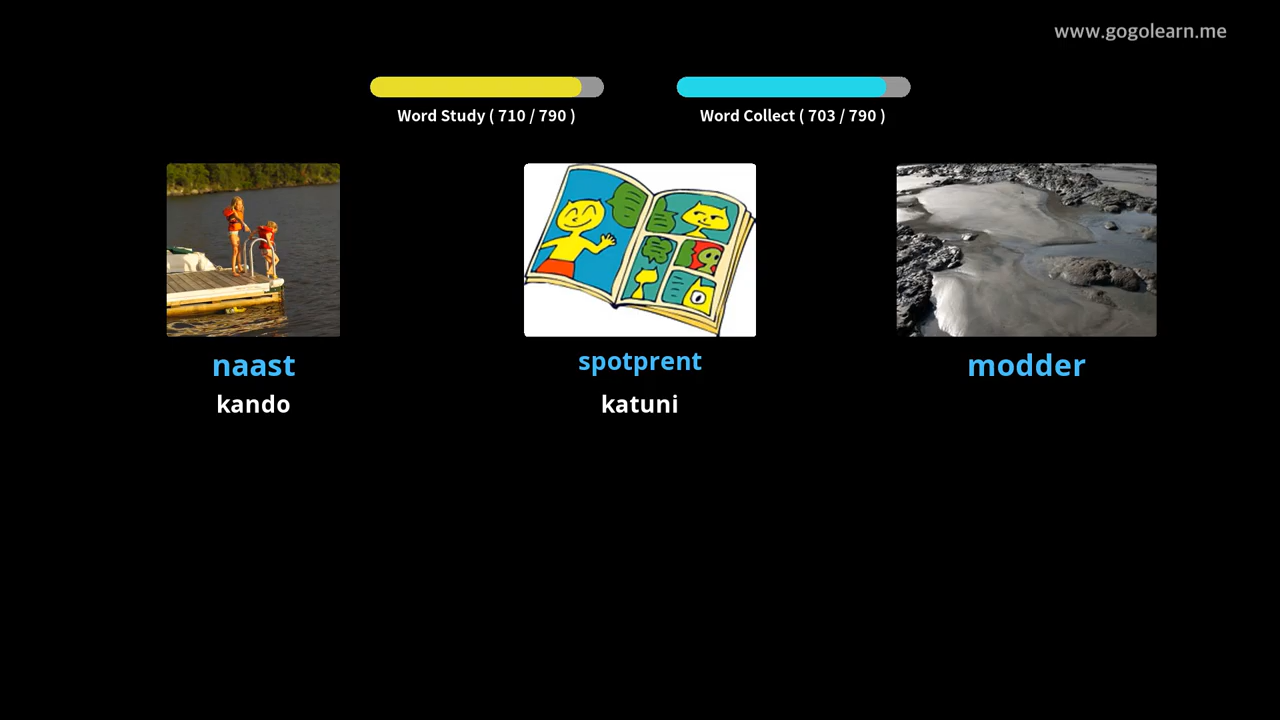 www.gogolearn.me
Word Study ( 710 / 790 )
Word Collect ( 703 / 790 )
naast
spotprent
modder
kando
katuni